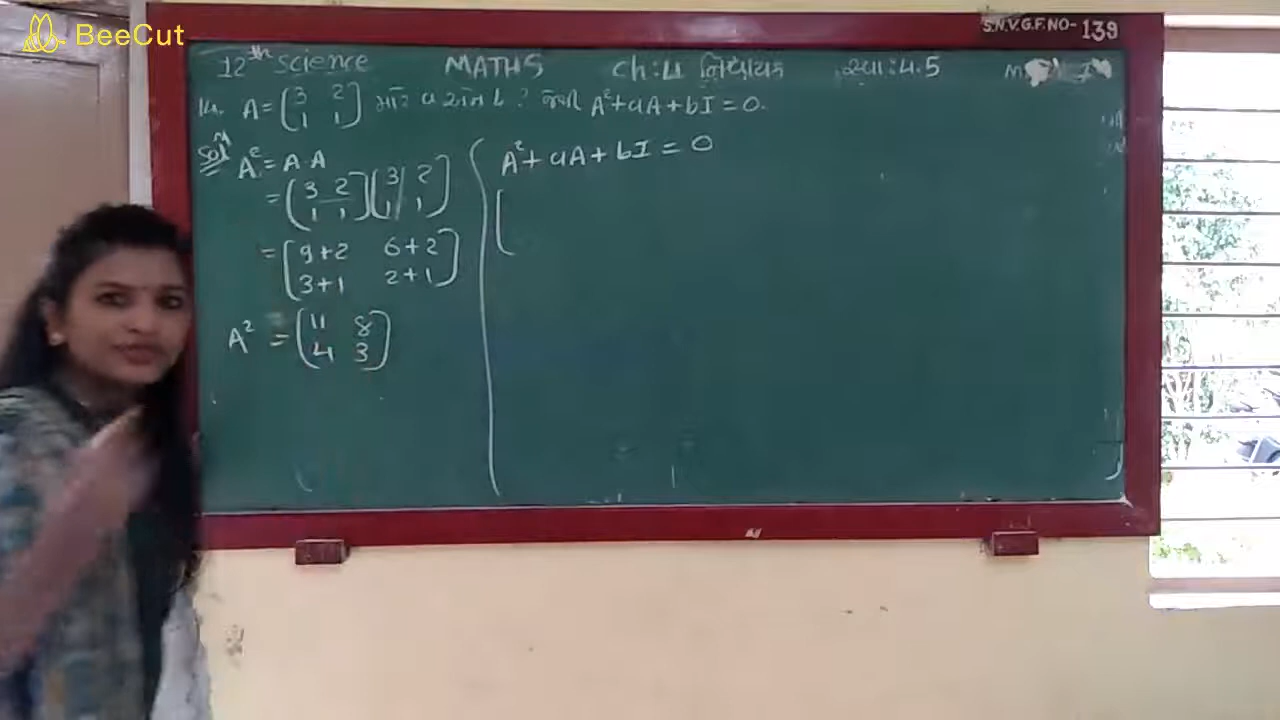 BeeCut
S.N.V.G.F.NO- 139
12th Science MATHS Ch:4 નિશ્ચાયક સ્વા:4.5
14. A = [3 2 માટે a અને b ? જેથી A²+aA+bI=0.
1 1]
Solⁿ A² = A·A
= [3 2 [3 2
1 1] 1 1]
= [9+2 6+2
3+1 2+1]
A² = [11 8
4 3]
A²+aA+bI = 0
[